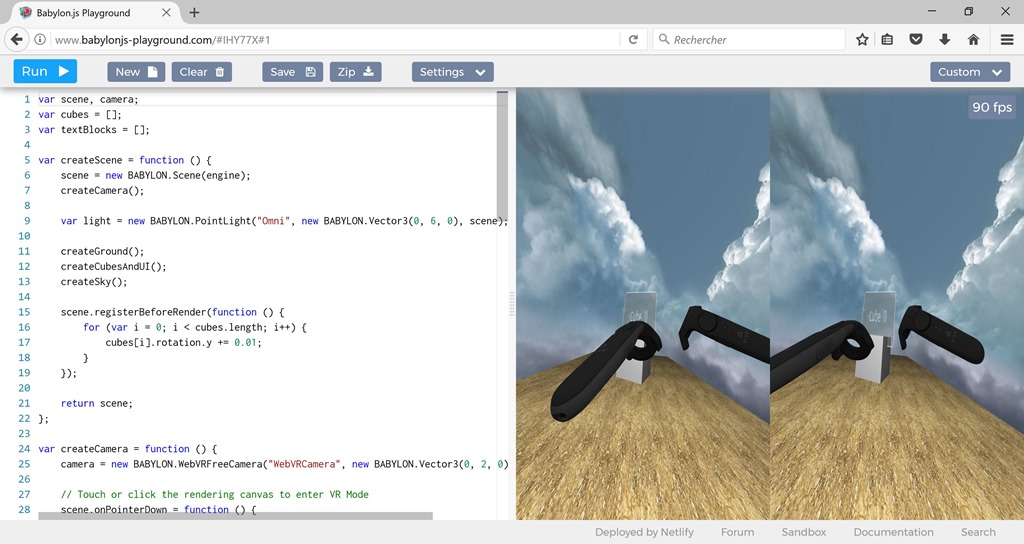 Babylon.js Playground
www.babylonjs-playground.com/#IHY77X#1
Rechercher
Run
New
Clear
Save
Zip
Settings
Custom
1 var scene, camera;
2 var cubes = [];
3 var textBlocks = [];
4
5 var createScene = function () {
6 scene = new BABYLON.Scene(engine);
7 createCamera();
8
9 var light = new BABYLON.PointLight("Omni", new BABYLON.Vector3(0, 6, 0), scene);
10
11 createGround();
12 createCubesAndUI();
13 createSky();
14
15 scene.registerBeforeRender(function () {
16 for (var i = 0; i < cubes.length; i++) {
17 cubes[i].rotation.y += 0.01;
18 }
19 });
20
21 return scene;
22 };
23
24 var createCamera = function () {
25 camera = new BABYLON.WebVRFreeCamera("WebVRCamera", new BABYLON.Vector3(0, 2, 0)
26
27 // Touch or click the rendering canvas to enter VR Mode
28 scene.onPointerDown = function () {
90 fps
Cube 0
Cube 0
Deployed by Netlify
Forum
Sandbox
Documentation
Search